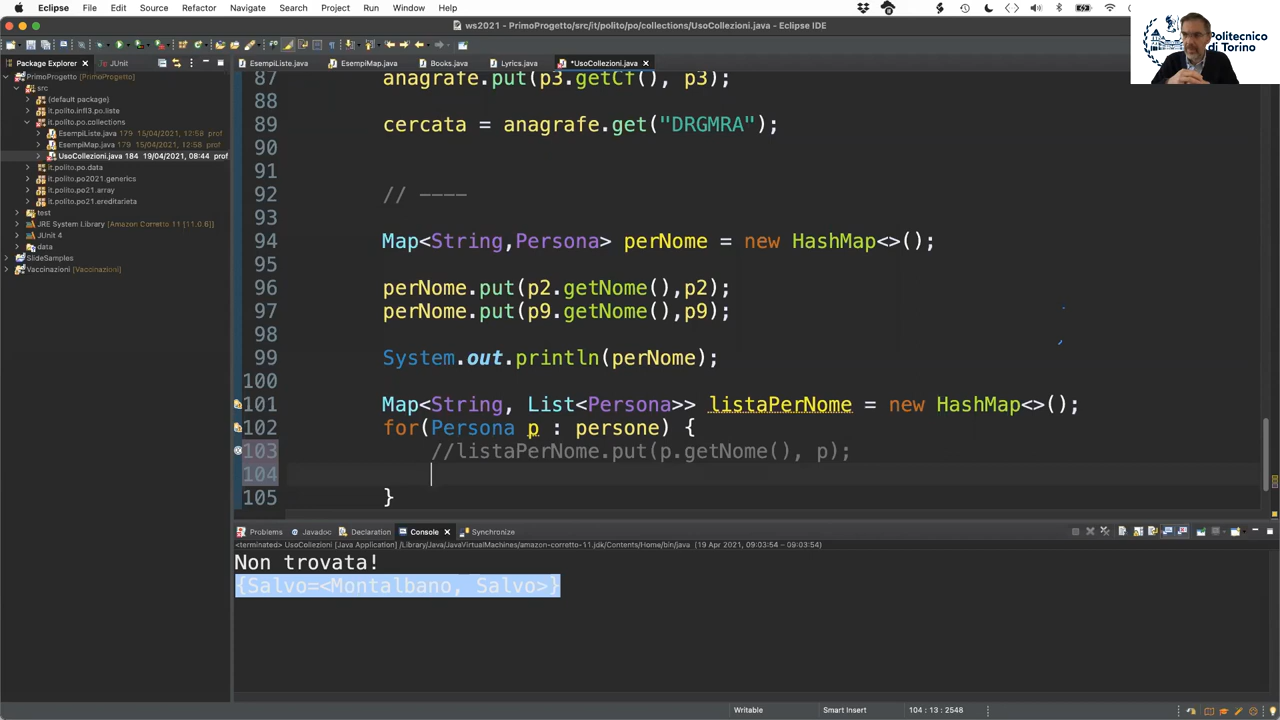 Eclipse File Edit Source Refactor Navigate Search Project Run Window Help
ws2021 - PrimoProgetto/src/it/polito/po/collections/UsoCollezioni.java - Eclipse IDE
Politecnico
di Torino
Package Explorer JUnit
EsempiListe.java EsempiMap.java Books.java Lyrics.java *UsoCollezioni.java
PrimoProgetto [PrimoProgetto]
src
(default package)
it.polito.infl3.po.liste
it.polito.po.collections
EsempiListe.java 179 15/04/2021, 12:58 prof
EsempiMap.java 179 15/04/2021, 12:58 prof
UsoCollezioni.java 184 19/04/2021, 08:44 prof
it.polito.po.data
it.polito.po2021.generics
it.polito.po21.array
it.polito.po21.ereditarieta
test
JRE System Library [Amazon Corretto 11 [11.0.6]]
JUnit 4
data
SlideSamples
Vaccinazioni [Vaccinazioni]
87 anagrafe.put(p3.getCf(), p3);
88
89 cercata = anagrafe.get("DRGMRA");
90
91
92 // ----
93
94 Map<String,Persona> perNome = new HashMap<>();
95
96 perNome.put(p2.getNome(),p2);
97 perNome.put(p9.getNome(),p9);
98
99 System.out.println(perNome);
100
101 Map<String, List<Persona>> listaPerNome = new HashMap<>();
102 for(Persona p : persone) {
103 //listaPerNome.put(p.getNome(), p);
104
105 }
Problems Javadoc Declaration Console Synchronize
<terminated> UsoCollezioni [Java Application] /Library/Java/JavaVirtualMachines/amazon-corretto-11.jdk/Contents/Home/bin/java (19 Apr 2021, 09:03:54 – 09:03:54)
Non trovata!
{Salvo=<Montalbano, Salvo>}
Writable Smart Insert 104 : 13 : 2548